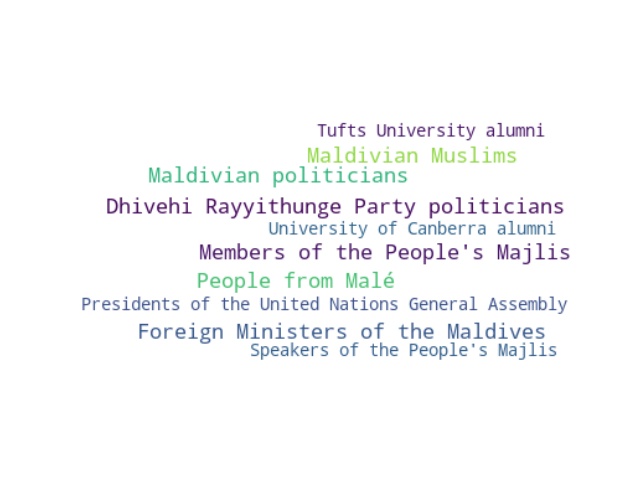 Tufts University alumni
Maldivian Muslims
Maldivian politicians
Dhivehi Rayyithunge Party politicians
University of Canberra alumni
Members of the People's Majlis
People from Malé
Presidents of the United Nations General Assembly
Foreign Ministers of the Maldives
Speakers of the People's Majlis